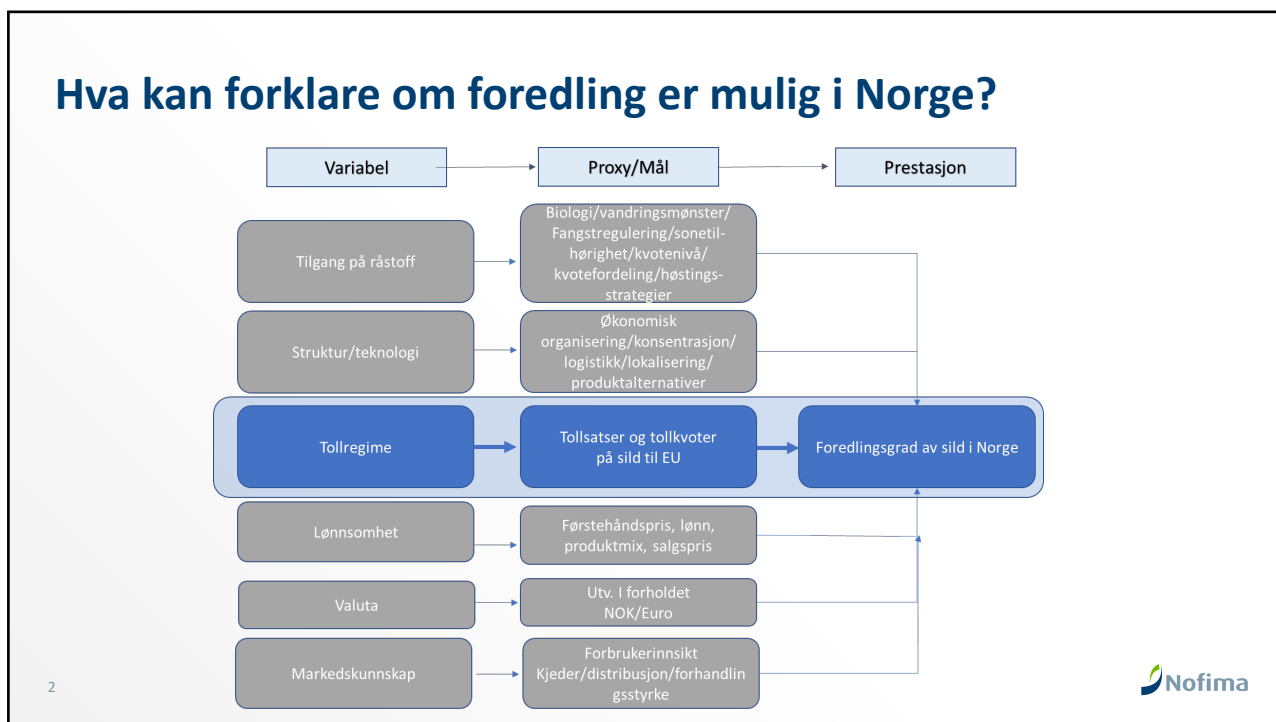 Hva kan forklare om foredling er mulig i Norge?
Variabel
Proxy/Mål
Prestasjon
Tilgang på råstoff
Biologi/vandringsmønster/
Fangstregulering/sonetil-
hørighet/kvotenivå/
kvotefordeling/høstings-
strategier
Struktur/teknologi
Økonomisk
organisering/konsentrasjon/
logistikk/lokalisering/
produktalternativer
Tollregime
Tollsatser og tollkvoter
på sild til EU
Foredlingsgrad av sild i Norge
Lønnsomhet
Førstehåndspris, lønn,
produktmix, salgspris
Valuta
Utv. I forholdet
NOK/Euro
Markedskunnskap
Forbrukerinnsikt
Kjeder/distribusjon/forhandlin
gsstyrke
2
Nofima